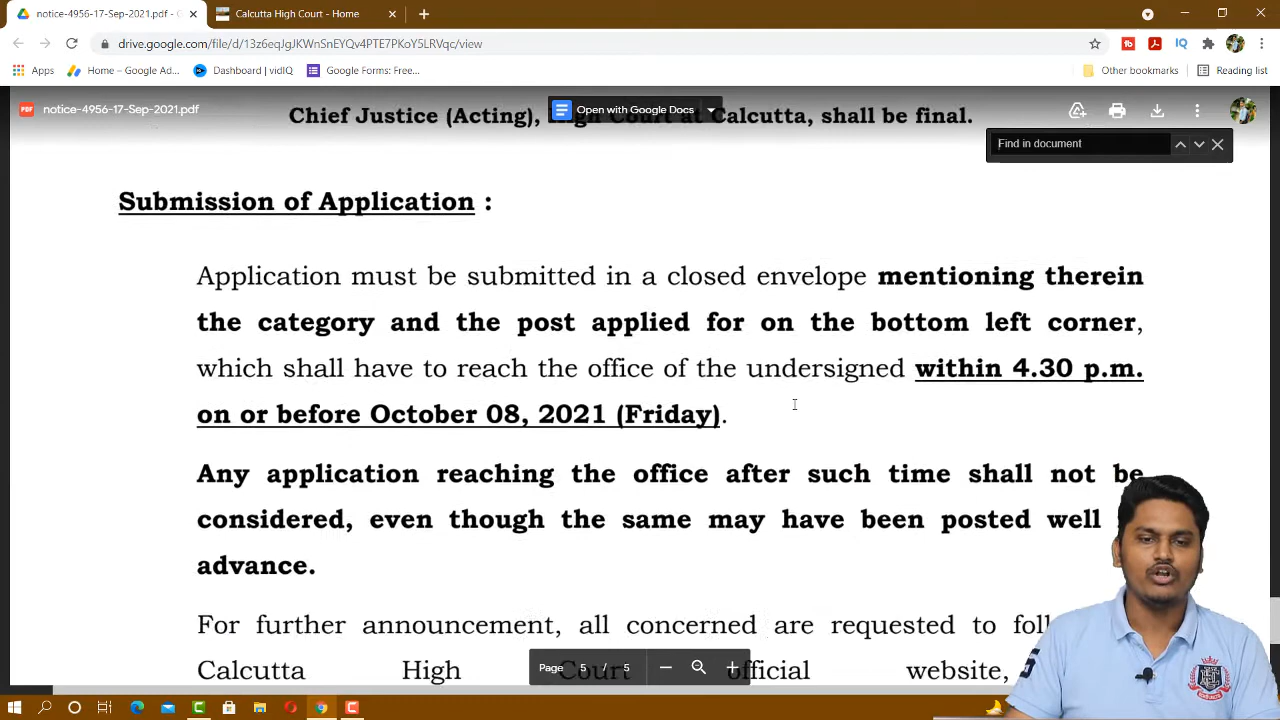 notice-4956-17-Sep-2021.pdf - G
Calcutta High Court - Home
drive.google.com/file/d/13z6eqJgJKWnSnEYQv4PTE7PKoY5LRVqn/view
Apps
Home – Google Ad...
Dashboard | vidIQ
Google Forms: Free...
Other bookmarks
Reading list
PDF
notice-4956-17-Sep-2021.pdf
Open with Google Docs
Chief Justice (Acting), High Court at Calcutta, shall be final.
Find in document
Submission of Application :
Application must be submitted in a closed envelope mentioning therein
the category and the post applied for on the bottom left corner,
which shall have to reach the office of the undersigned within 4.30 p.m.
on or before October 08, 2021 (Friday).
Any application reaching the office after such time shall not be
considered, even though the same may have been posted well
advance.
For further announcement, all concerned are requested to
Calcutta High Court official website,
Page 5 / 5